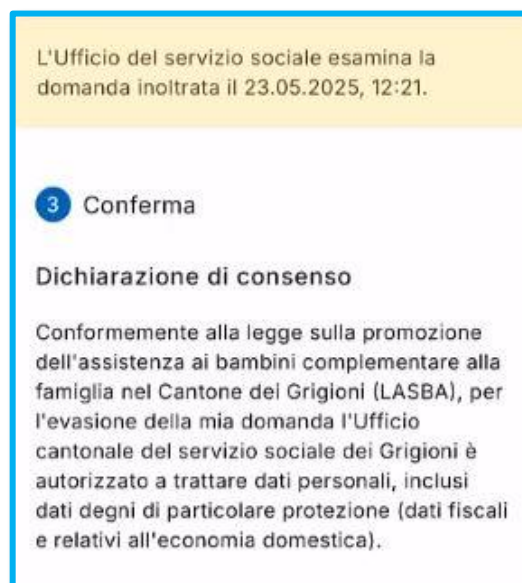 L'Ufficio del servizio sociale esamina la
domanda inoltrata il 23.05.2025, 12:21.
3 Conferma
Dichiarazione di consenso
Conformemente alla legge sulla promozione
dell'assistenza ai bambini complementare alla
famiglia nel Cantone dei Grigioni (LASBA), per
l'evasione della mia domanda l'Ufficio
cantonale del servizio sociale dei Grigioni è
autorizzato a trattare dati personali, inclusi
dati degni di particolare protezione (dati fiscali
e relativi all'economia domestica).